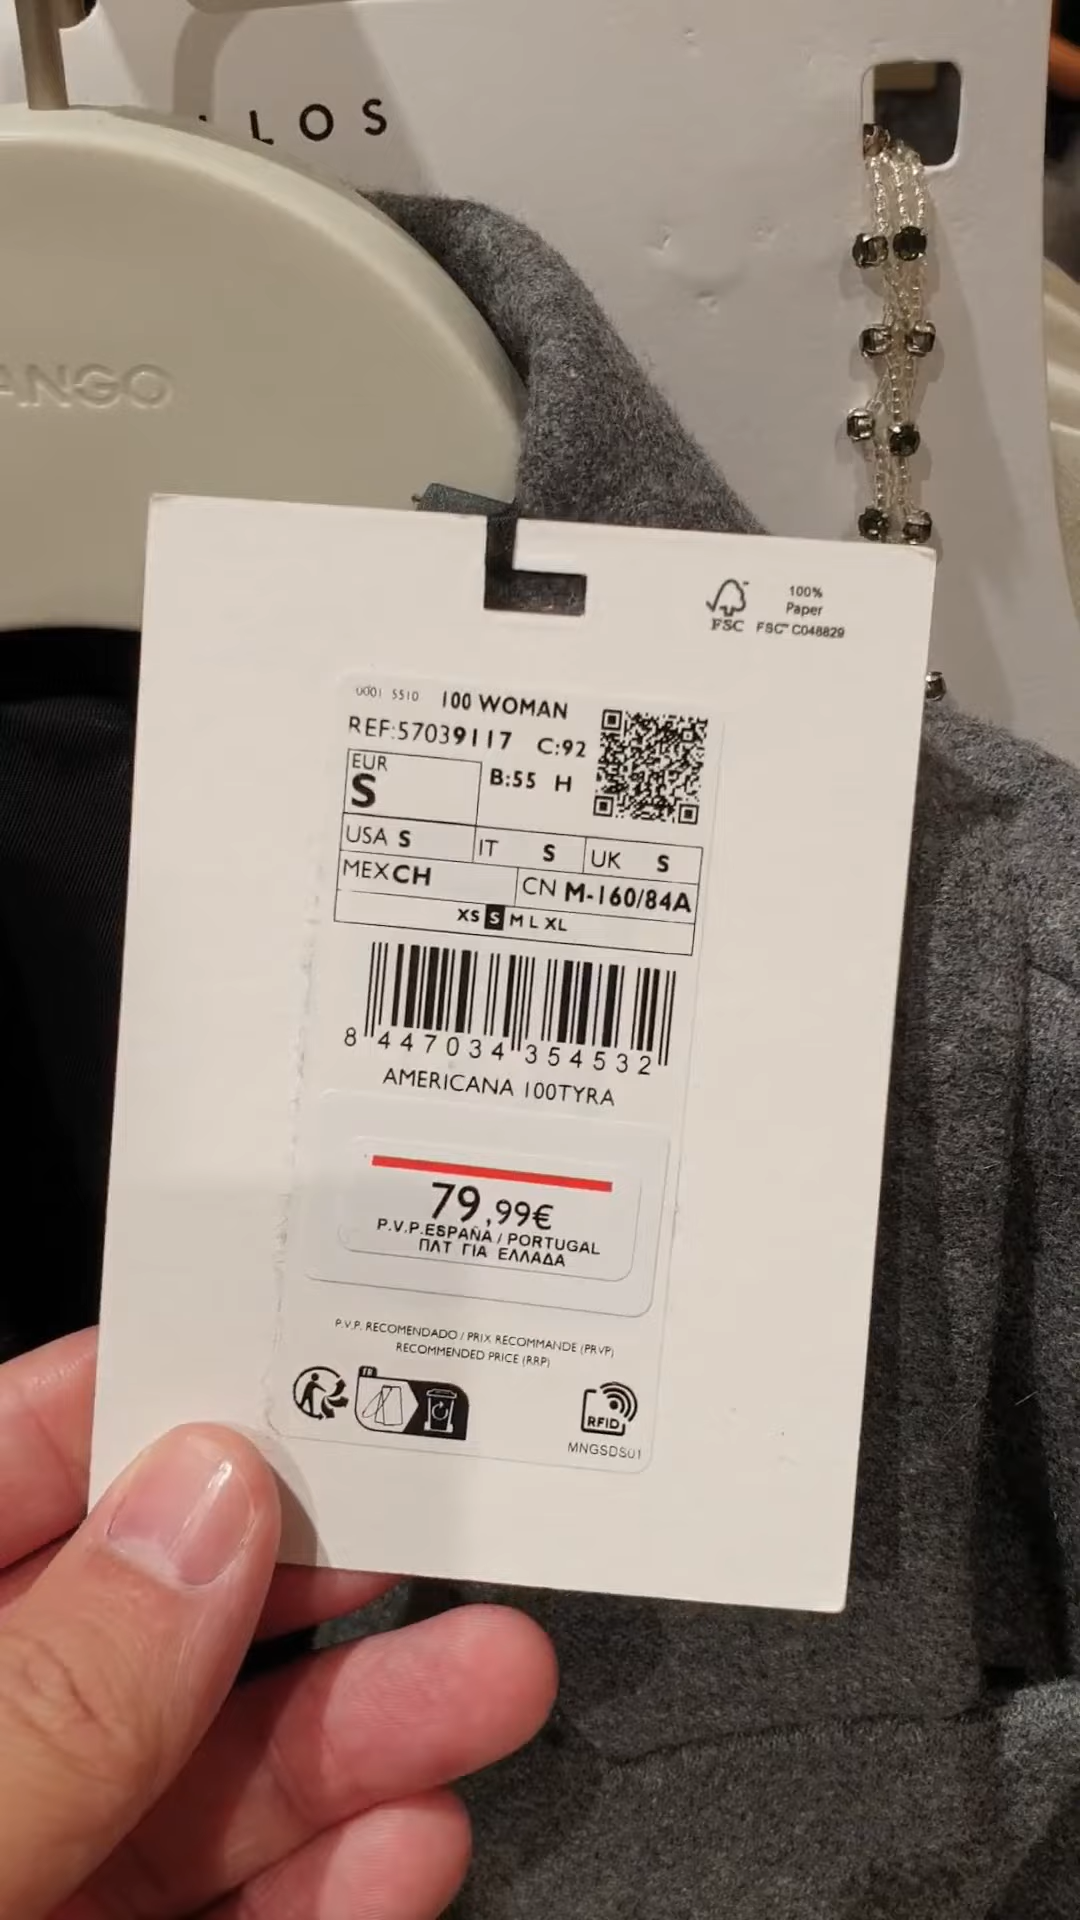 LOS
ANGO
100%
Paper
FSC
FSC™ C048829
0001 5510 100 WOMAN
REF:57039117 C:92
EUR
S
B:55 H
USA S IT S UK S
MEX CH CN M-160/84A
XS S M L XL
8 447034 354532
AMERICANA 100TYRA
79,99€
P.V.P. ESPAÑA / PORTUGAL
ΠΛΤ ΓΙΑ ΕΛΛΑΔΑ
P.V.P. RECOMENDADO / PRIX RECOMMANDE (PRVP)
RECOMMENDED PRICE (RRP)
FR
RFID
MNGSDS01